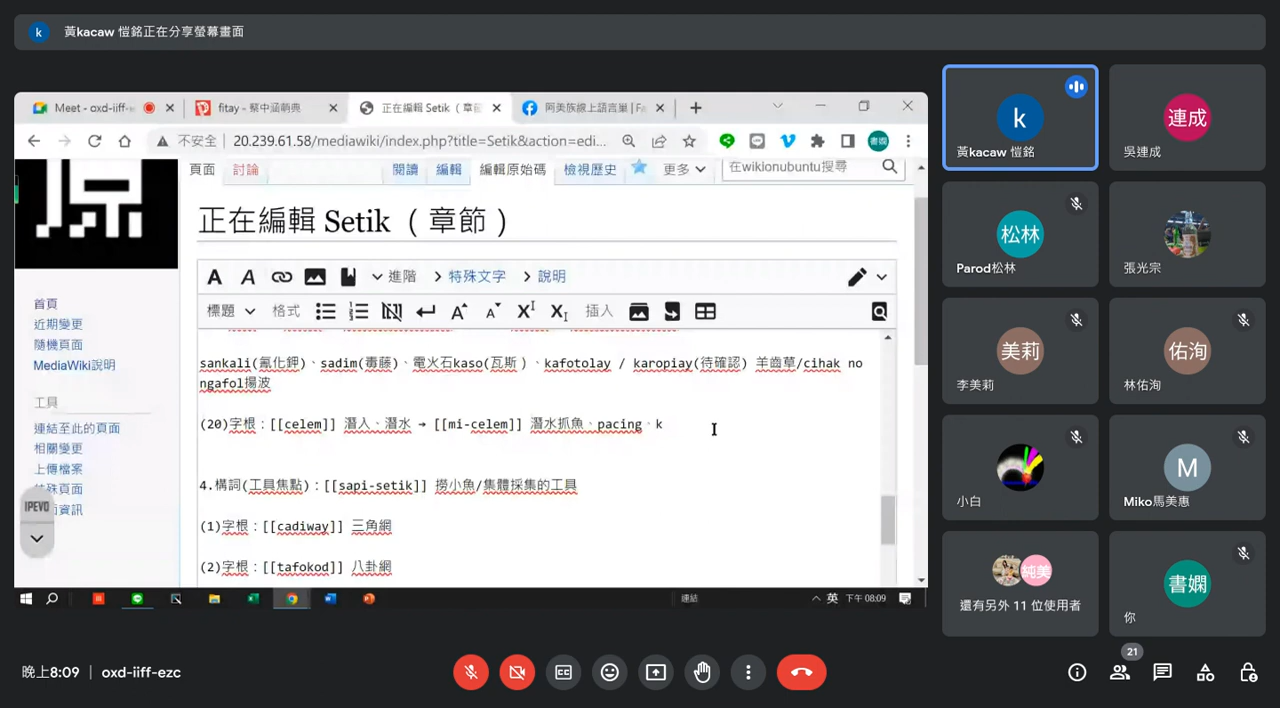 k 黃kacaw 愷銘正在分享螢幕畫面
Meet - oxd-iiff-
fitay - 蔡中涵萌典
正在編輯 Setik （章節
阿美族線上語言巢 | Fa
不安全 20.239.61.58/mediawiki/index.php?title=Setik&action=edi...
書嫻
頁面 討論 閱讀 編輯 編輯原始碼 檢視歷史 更多 在wikionubuntu搜尋
正在編輯 Setik （章節）
進階 特殊文字 說明
標題 格式 插入
sankali(氰化鉀)、sadim(毒藤)、電火石kaso(瓦斯)、kafotolay / karopiay(待確認) 羊齒草/cihak no
ngafol揚波
(20)字根：[[celem]] 潛入、潛水 → [[mi-celem]] 潛水抓魚、pacing、k
4.構詞(工具焦點)：[[sapi-setik]] 撈小魚/集體採集的工具
(1)字根：[[cadiway]] 三角網
(2)字根：[[tafokod]] 八卦網
首頁
近期變更
隨機頁面
MediaWiki說明
工具
連結至此的頁面
相關變更
上傳檔案
特殊頁面
IPEVO
資訊
連結 英 下午 08:09
k
黃kacaw 愷銘
連成
吳連成
松林
Parod松林
張光宗
美莉
李美莉
佑洵
林佑洵
小白
M
Miko馬美惠
純美
還有另外 11 位使用者
書嫻
你
晚上8:09 | oxd-iiff-ezc
21